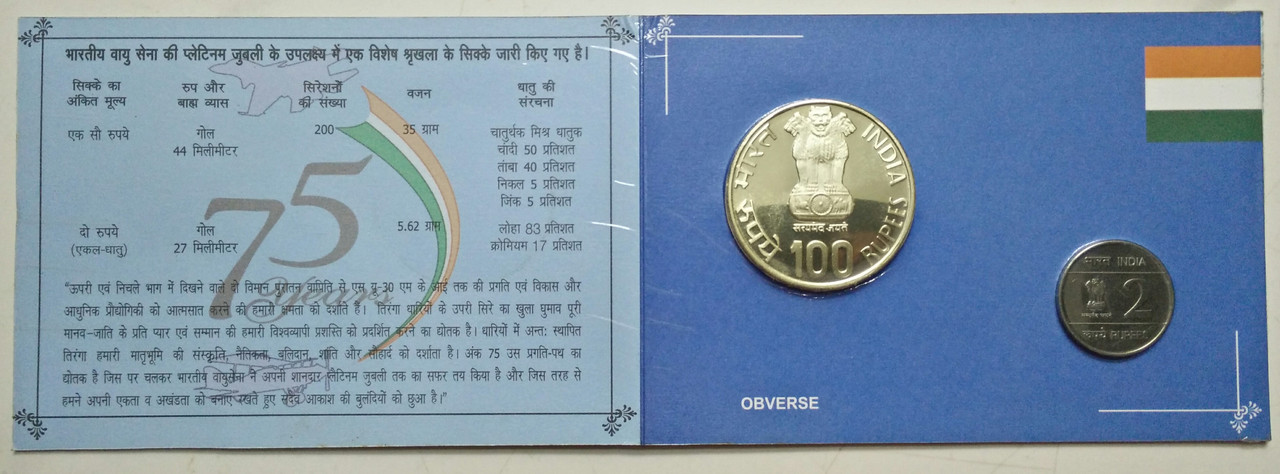 भारतीय वायु सेना की प्लेटिनम जुबली के उपलक्ष्य में एक विशेष श्रृखला के सिक्के जारी किए गए है।
सिक्के का रुप और सिरेशनों वजन धातु की
अंकित मूल्य बाह्य व्यास की संख्या संरचना
एक सौ रुपये गोल 200 35 ग्राम चातुर्थक मिश्र धातुक
44 मिलीमीटर चांदी 50 प्रतिशत
तांबा 40 प्रतिशत
निकल 5 प्रतिशत
जिंक 5 प्रतिशत
दो रुपये गोल 5.62 ग्राम लोहा 83 प्रतिशत
(एकल-धातु) 27 मिलीमीटर क्रोमियम 17 प्रतिशत
75
Years
“ऊपरी एवं निचले भाग में दिखने वाले दो विमान पुरातन वापिति से एस यु-30 एम के आई तक की प्रगति एवं विकास और
आधुनिक प्रौद्योगिकी को आत्मसात करने की हमारी क्षमता को दर्शाते है। तिरंगा धारियों के उपरी सिरे का खुला घुमाव पूरी
मानव-जाति के प्रति प्यार एवं सम्मान की हमारी विश्वव्यापी प्रशस्ति को प्रदर्शित करने का द्योतक है। धारियों में अन्त: स्थापित
तिरंगा हमारी मातृभूमि की संस्कृति, नैतिकता, बलिदान, शांति और सौहार्द को दर्शाता है। अंक 75 उस प्रगति-पथ का
द्योतक है जिस पर चलकर भारतीय वायुसेना ने अपनी शानदार प्लेटिनम जुबली तक का सफर तय किया है और जिस तरह से
हमने अपनी एकता व अखंडता को बनाए रखते हुए सदैव आकाश की बुलंदियों को छुआ है।”
भारत INDIA
रुपये RUPEES
सत्यमेव जयते
100
भारत INDIA
2
रूपये RUPEES
OBVERSE